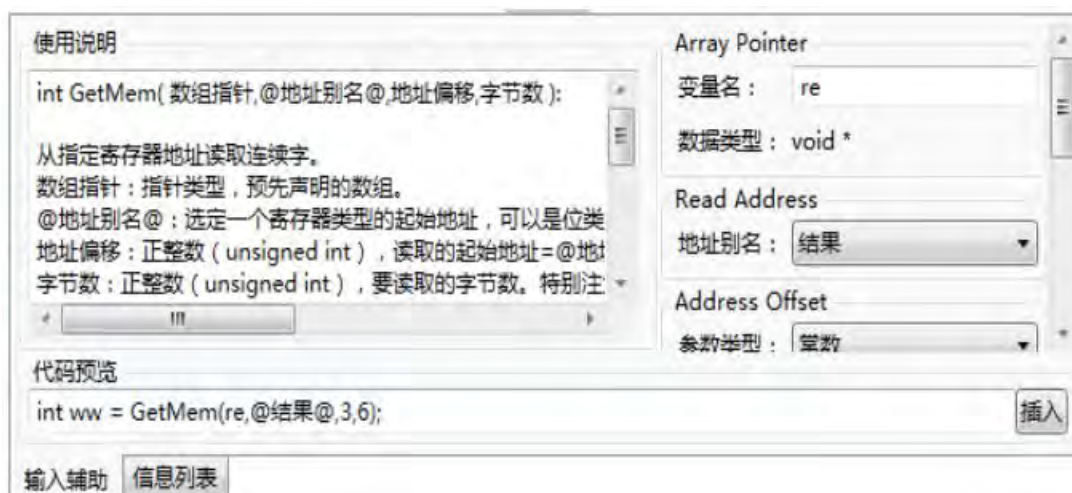 使用说明
int GetMem( 数组指针,@地址别名@,地址偏移,字节数 ):
从指定寄存器地址读取连续字。
数组指针：指针类型，预先声明的数组。
@地址别名@：选定一个寄存器类型的起始地址，可以是位类
地址偏移：正整数（unsigned int），读取的起始地址=@地
字节数：正整数（unsigned int），要读取的字节数。特别注
Array Pointer
变量名： re
数据类型： void *
Read Address
地址别名： 结果
Address Offset
参数类型： 常数
代码预览
int ww = GetMem(re,@结果@,3,6);
插入
输入辅助 信息列表